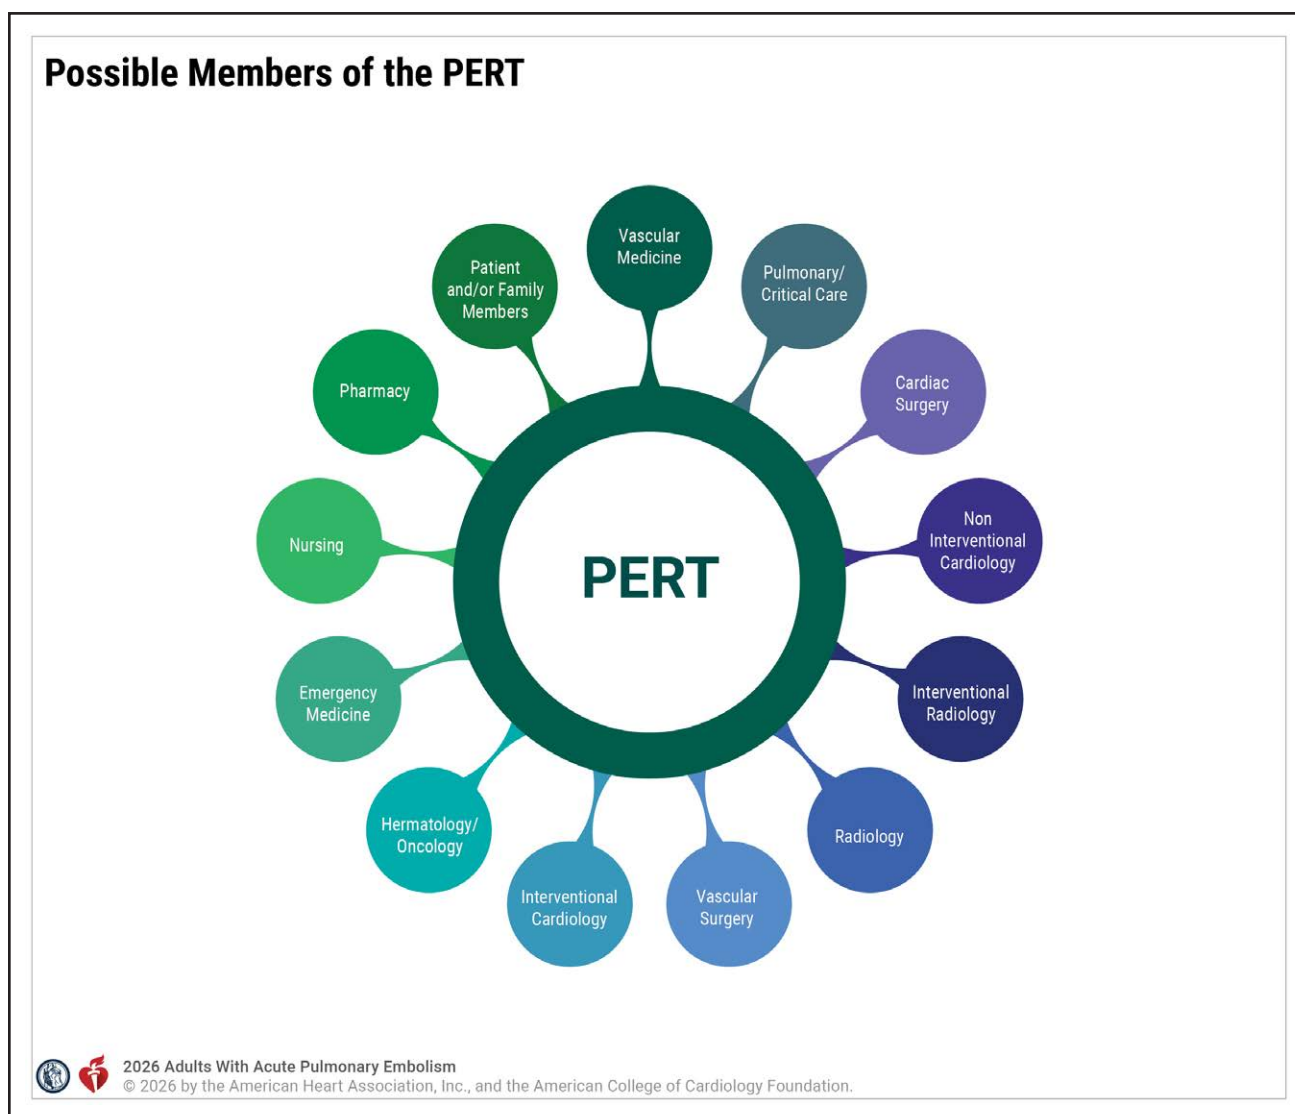 Possible Members of the PERT
Vascular
Medicine
Pulmonary/
Critical Care
Cardiac
Surgery
Non
Interventional
Cardiology
Interventional
Radiology
Radiology
Vascular
Surgery
Interventional
Cardiology
Hermatology/
Oncology
Emergency
Medicine
Nursing
Pharmacy
Patient
and/or Family
Members
PERT
2026 Adults With Acute Pulmonary Embolism
© 2026 by the American Heart Association, Inc., and the American College of Cardiology Foundation.